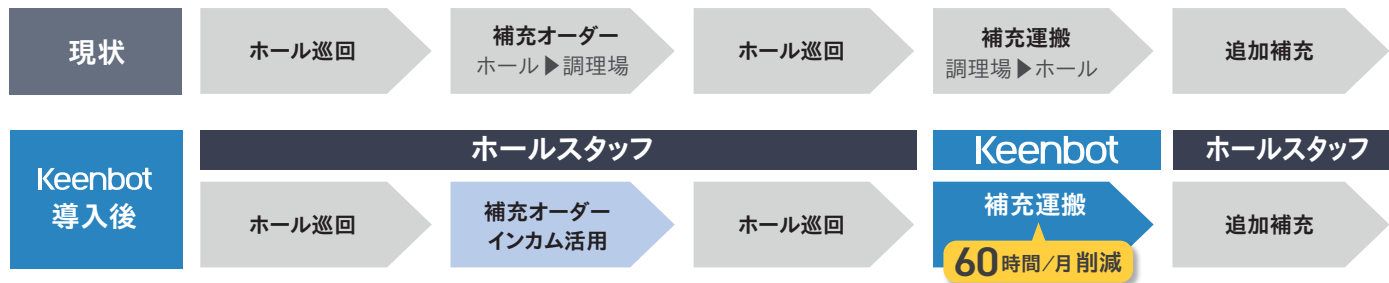 現状
ホール巡回
補充オーダー
ホール▶調理場
ホール巡回
補充運搬
調理場▶ホール
追加補充
Keenbot
導入後
ホールスタッフ
Keenbot
ホールスタッフ
ホール巡回
補充オーダー
インカム活用
ホール巡回
補充運搬
60時間/月削減
追加補充